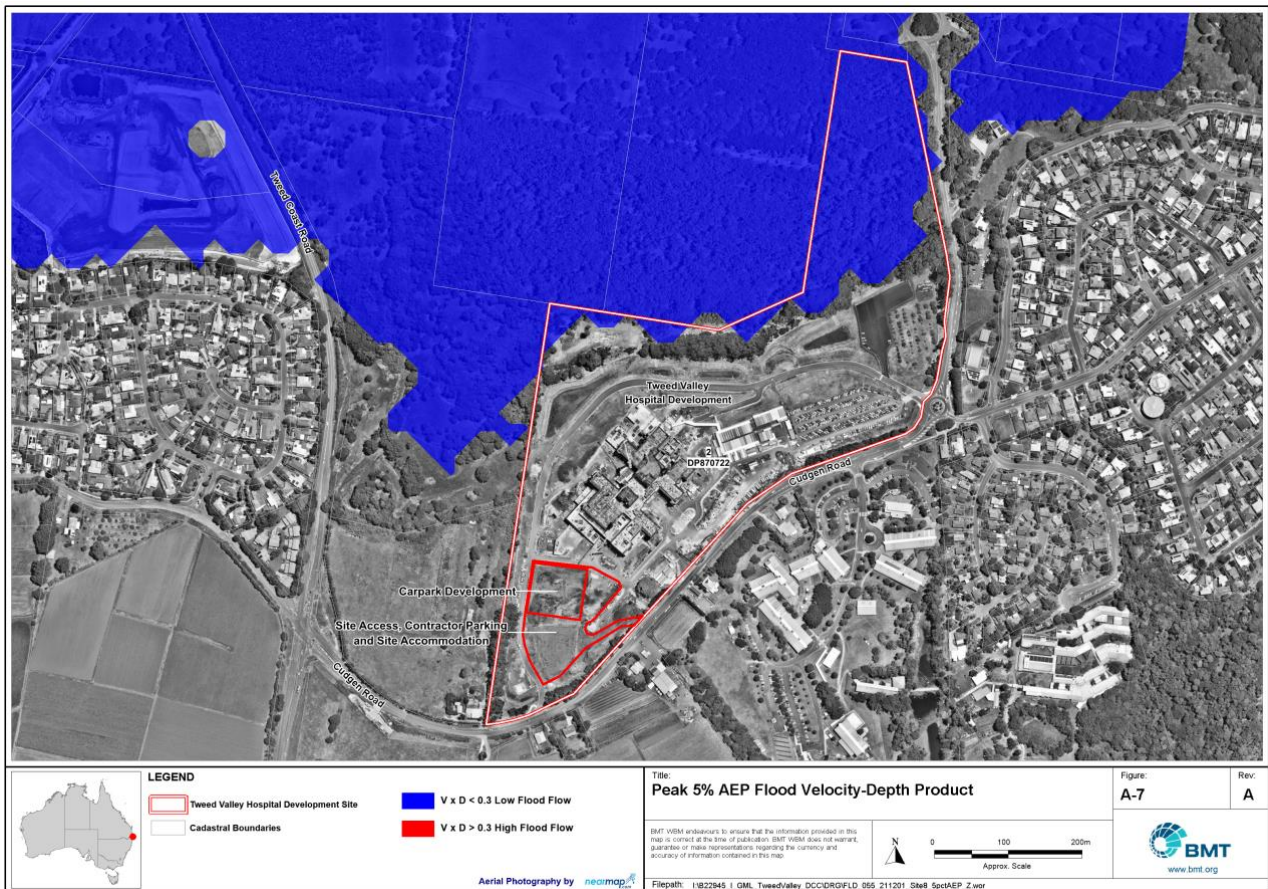 Tweed Coast Road
Tweed Valley
Hospital Development
2
DP870722
Cudgen Road
Carpark Development
Site Access, Contractor Parking
and Site Accommodation
Cudgen Road
LEGEND
Tweed Valley Hospital Development Site
Cadastral Boundaries
V x D < 0.3 Low Flood Flow
V x D > 0.3 High Flood Flow
Aerial Photography by nearmap.com
Title:
Peak 5% AEP Flood Velocity-Depth Product
Figure:
A-7
Rev:
A
BMT WBM endeavours to ensure that the information provided in this
map is correct at the time of publication. BMT WBM does not warrant,
guarantee or make representations regarding the currency and
accuracy of information contained in this map.
N
0 100 200m
Approx. Scale
BMT
www.bmt.org
Filepath: I:\B22945_I_GML_TweedValley_DCC\DRG\FLD_055_211201_Site8_5pctAEP_Z.wor